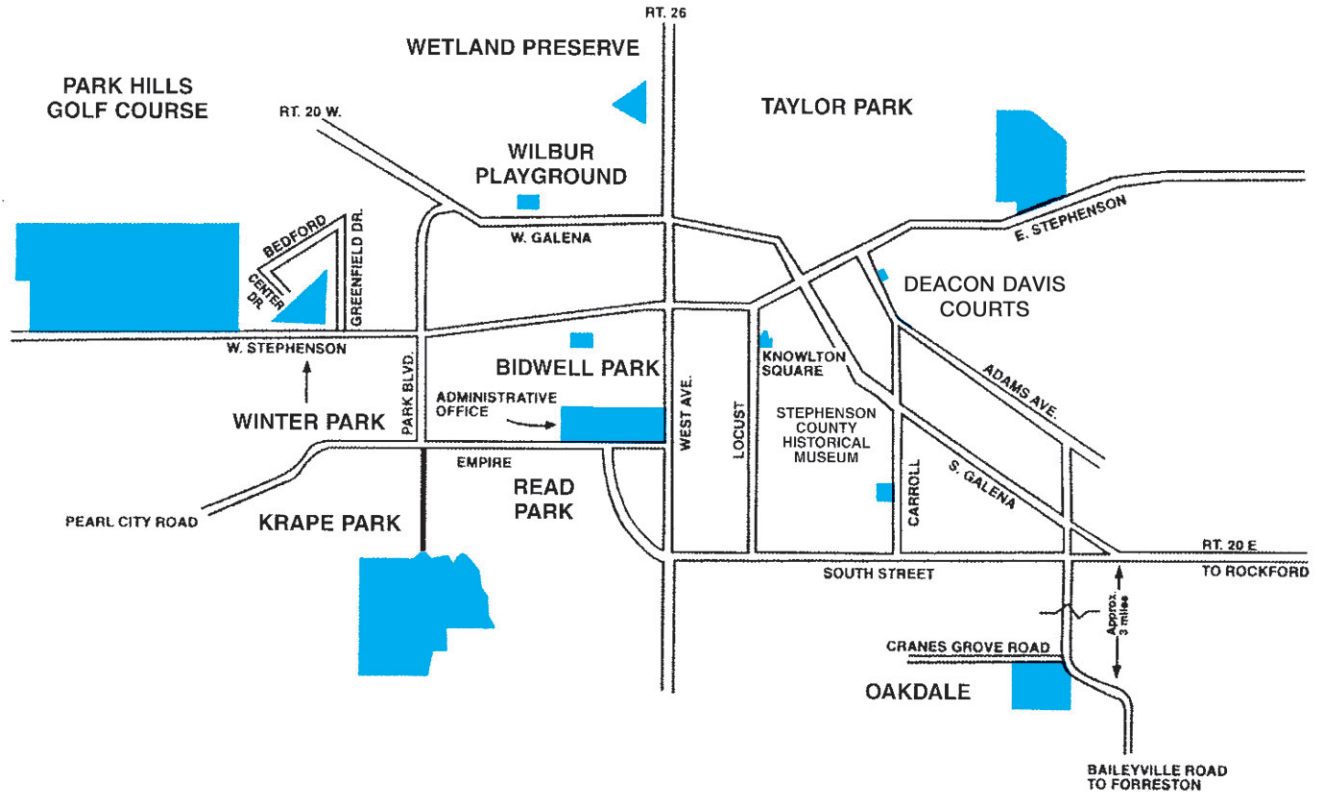 RT. 26
WETLAND PRESERVE
PARK HILLS
GOLF COURSE
RT. 20 W.
TAYLOR PARK
WILBUR
PLAYGROUND
BEDFORD
GREENFIELD DR.
CENTER
DR.
W. GALENA
E. STEPHENSON
DEACON DAVIS
COURTS
W. STEPHENSON
PARK BLVD.
BIDWELL PARK
KNOWLTON
SQUARE
ADAMS AVE.
WINTER PARK
ADMINISTRATIVE
OFFICE
WEST AVE.
LOCUST
STEPHENSON
COUNTY
HISTORICAL
MUSEUM
EMPIRE
READ
PARK
CARROLL
S. GALENA
PEARL CITY ROAD
KRAPE PARK
SOUTH STREET
RT. 20 E
TO ROCKFORD
Approx.
3 miles
CRANES GROVE ROAD
OAKDALE
BAILEYVILLE ROAD
TO FORRESTON